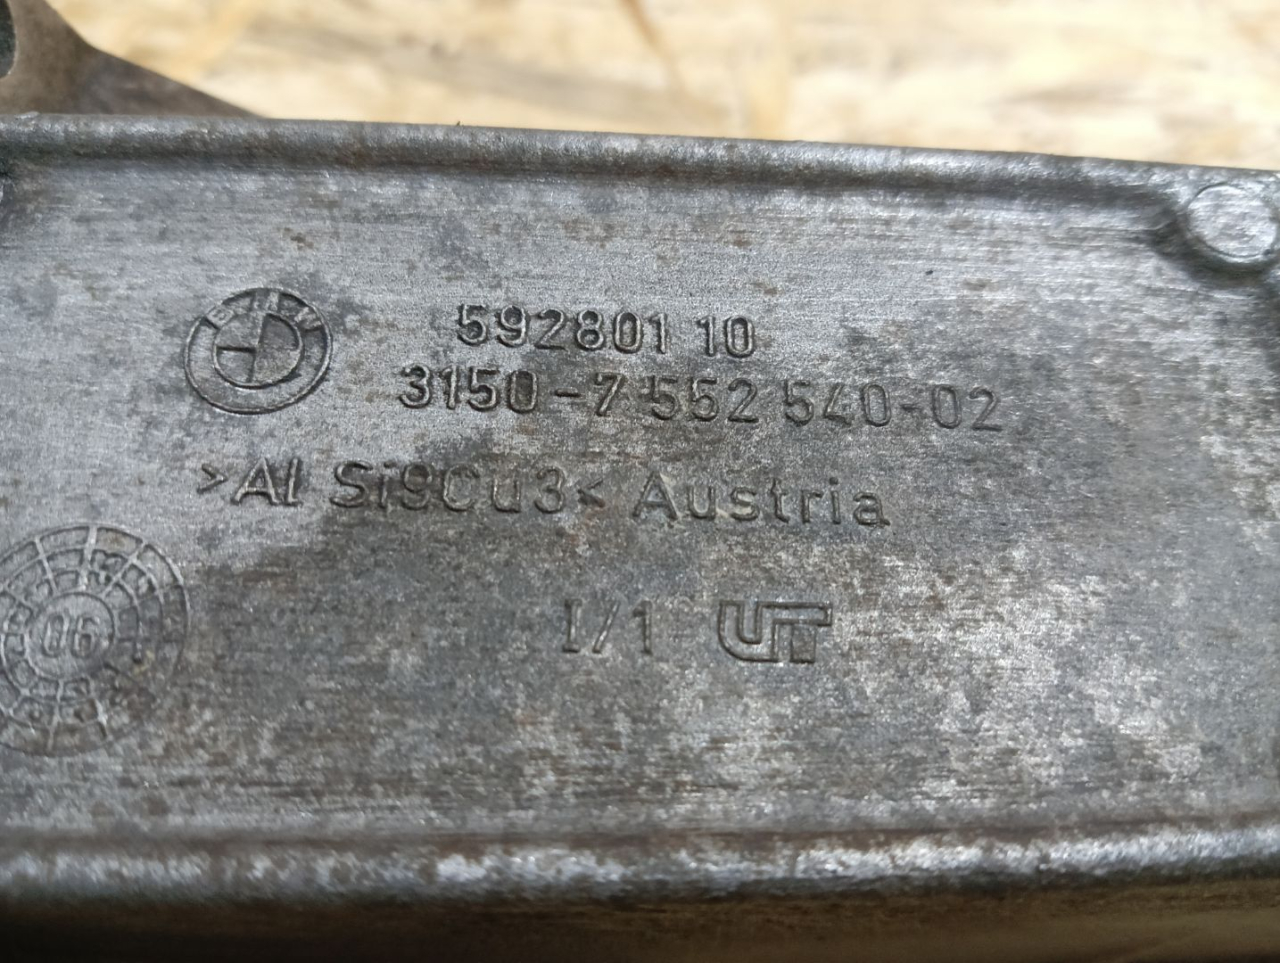 BMW
592801 10
3150-7 552 540-02
>Al Si9Cu3< Austria
06
I/1 UT